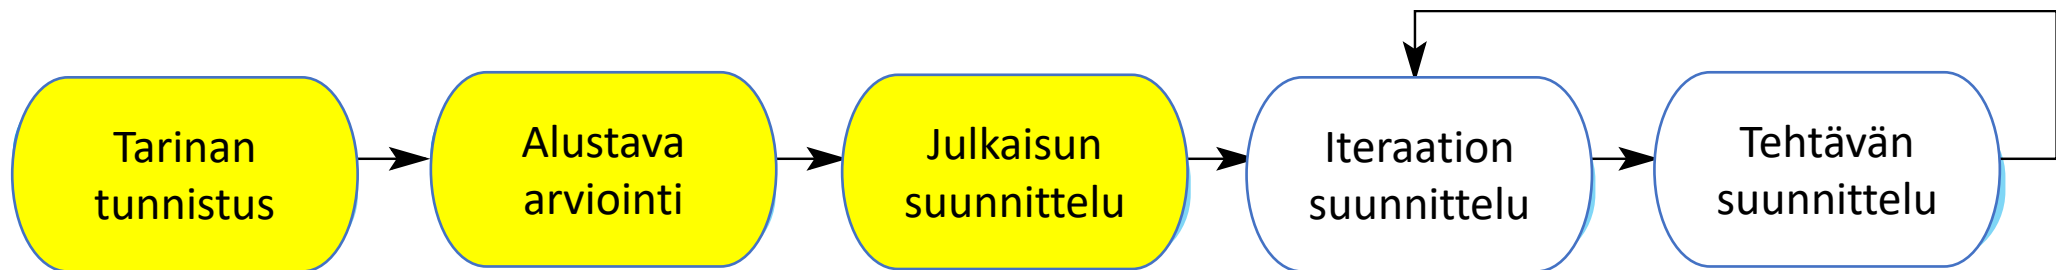 Tarinan
tunnistus
Alustava
arviointi
Julkaisun
suunnittelu
Iteraation
suunnittelu
Tehtävän
suunnittelu